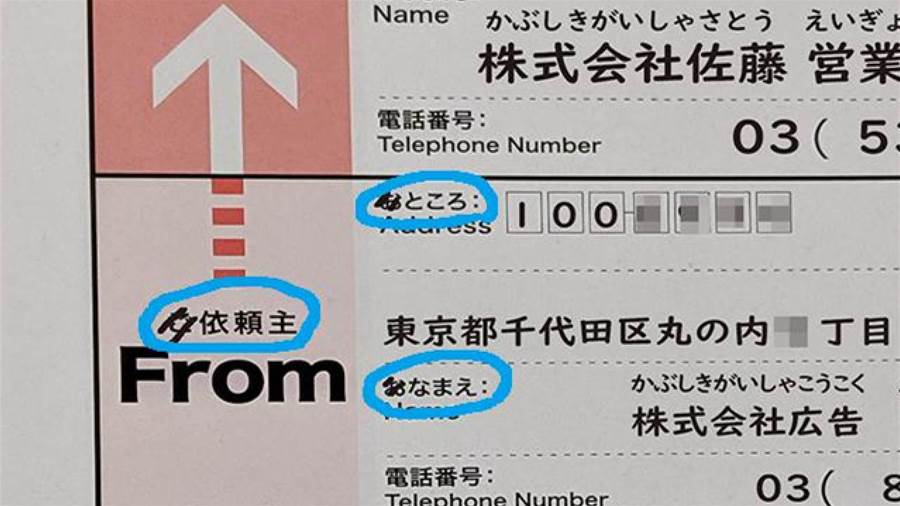 Name
かぶしきがいしゃさとう えいぎょ
株式会社佐藤 営業
電話番号：
Telephone Number
03( 53
ところ：
Address
100-
依頼主
From
東京都千代田区丸の内 丁目
なまえ：
Name
かぶしきがいしゃこうこく
株式会社広告
電話番号：
Telephone Number
03( 8